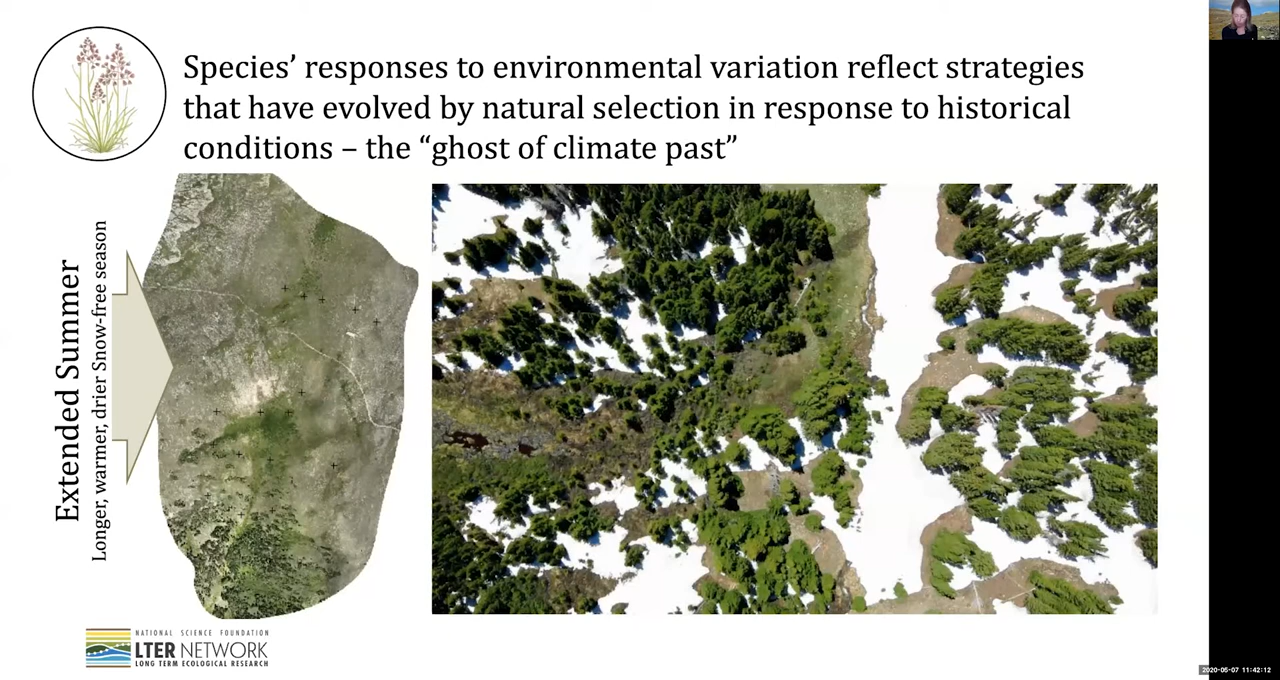 Species’ responses to environmental variation reflect strategies
that have evolved by natural selection in response to historical
conditions – the “ghost of climate past”
Extended Summer
Longer, warmer, drier Snow-free season
NATIONAL SCIENCE FOUNDATION
LTER NETWORK
LONG TERM ECOLOGICAL RESEARCH
2020-05-07 11:42:12